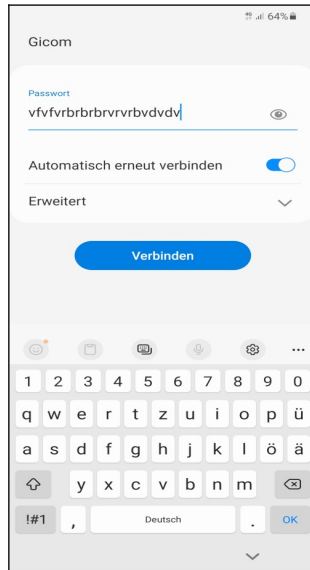 64%
Gicom
Passwort
vfvfvrbrbrbrvrvrbvdvdv
Automatisch erneut verbinden
Erweitert
Verbinden
1 2 3 4 5 6 7 8 9 0
q w e r t z u i o p ü
a s d f g h j k l ö ä
y x c v b n m
!#1 , Deutsch . OK